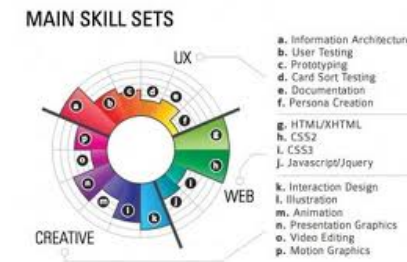 MAIN SKILL SETS
UX
a. Information Architecture
b. User Testing
c. Prototyping
d. Card Sort Testing
e. Documentation
f. Persona Creation
g. HTML/XHTML
h. CSS2
i. CSS3
j. Javascript/Jquery
WEB
k. Interaction Design
l. Illustration
m. Animation
n. Presentation Graphics
o. Video Editing
p. Motion Graphics
CREATIVE
a
b
c
d
e
f
g
h
i
j
k
l
m
n
o
p